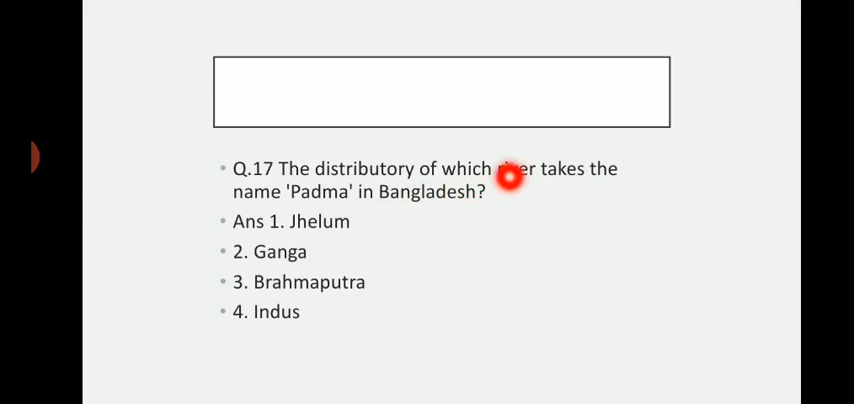 Q.17 The distributory of which river takes the
name 'Padma' in Bangladesh?
Ans 1. Jhelum
2. Ganga
3. Brahmaputra
4. Indus